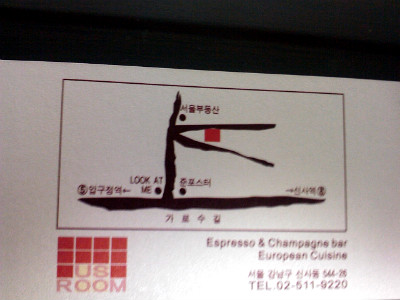 서울부동산
LOOK AT
ME
준포스터
⑤압구정역←
→신사역⑧
가로수길
US
ROOM
Espresso & Champagne bar
European Cuisine
서울 강남구 신사동 544-26
TEL.02-511-9220